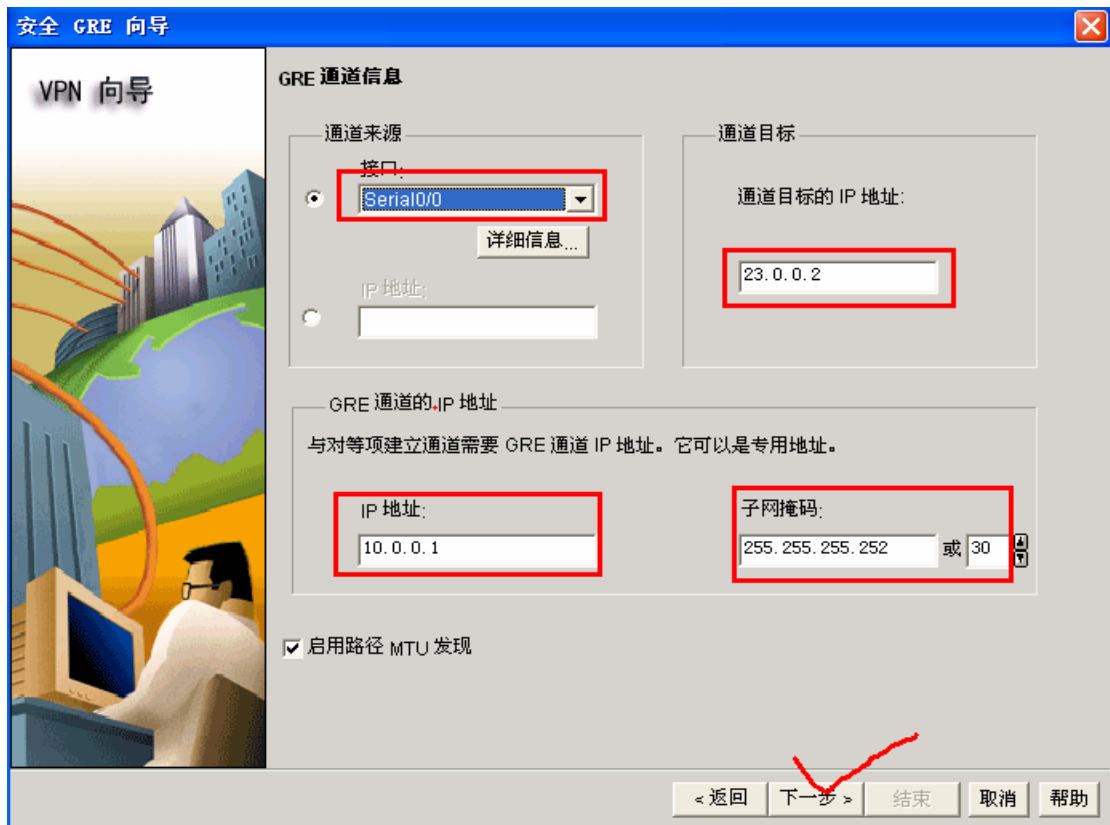 安全 GRE 向导
VPN 向导
GRE 通道信息
通道来源
接口:
Serial0/0
详细信息...
IP 地址:
通道目标
通道目标的 IP 地址:
23.0.0.2
GRE 通道的 IP 地址
与对等项建立通道需要 GRE 通道 IP 地址。它可以是专用地址。
IP 地址:
10.0.0.1
子网掩码:
255.255.255.252 或 30
启用路径 MTU 发现
<返回 下一步> 结束 取消 帮助